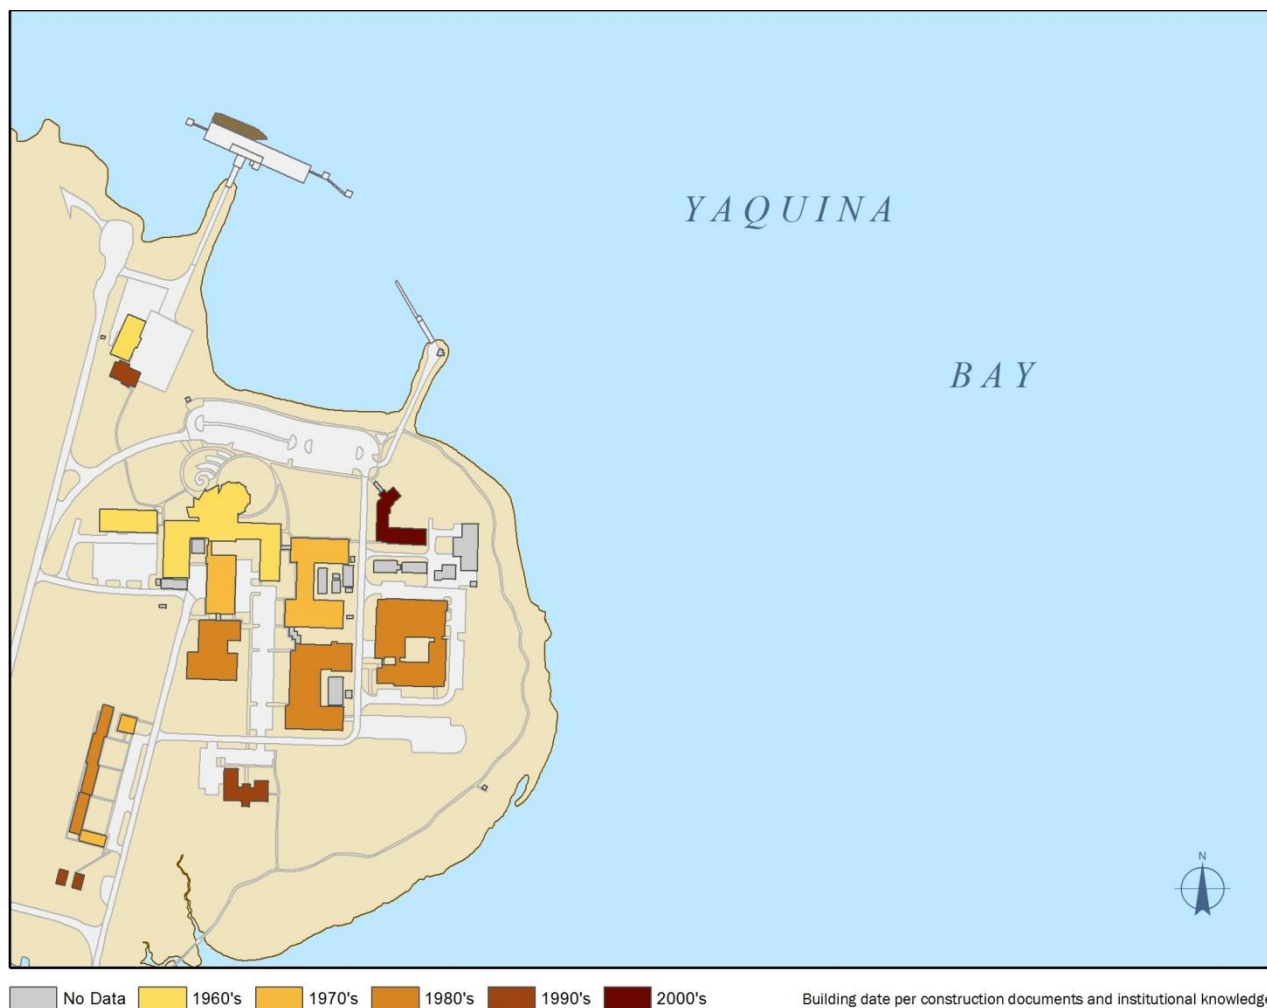 YAQUINA
BAY
N
No Data 1960's 1970's 1980's 1990's 2000's Building date per construction documents and institutional knowledge